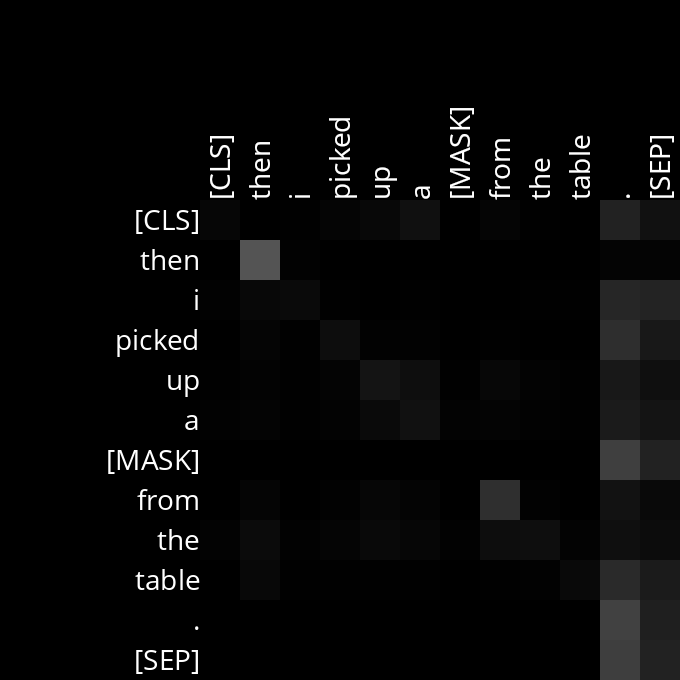 [CLS] then i picked up a [MASK] from the table . [SEP]
[CLS]
then
i
picked
up
a
[MASK]
from
the
table
.
[SEP]